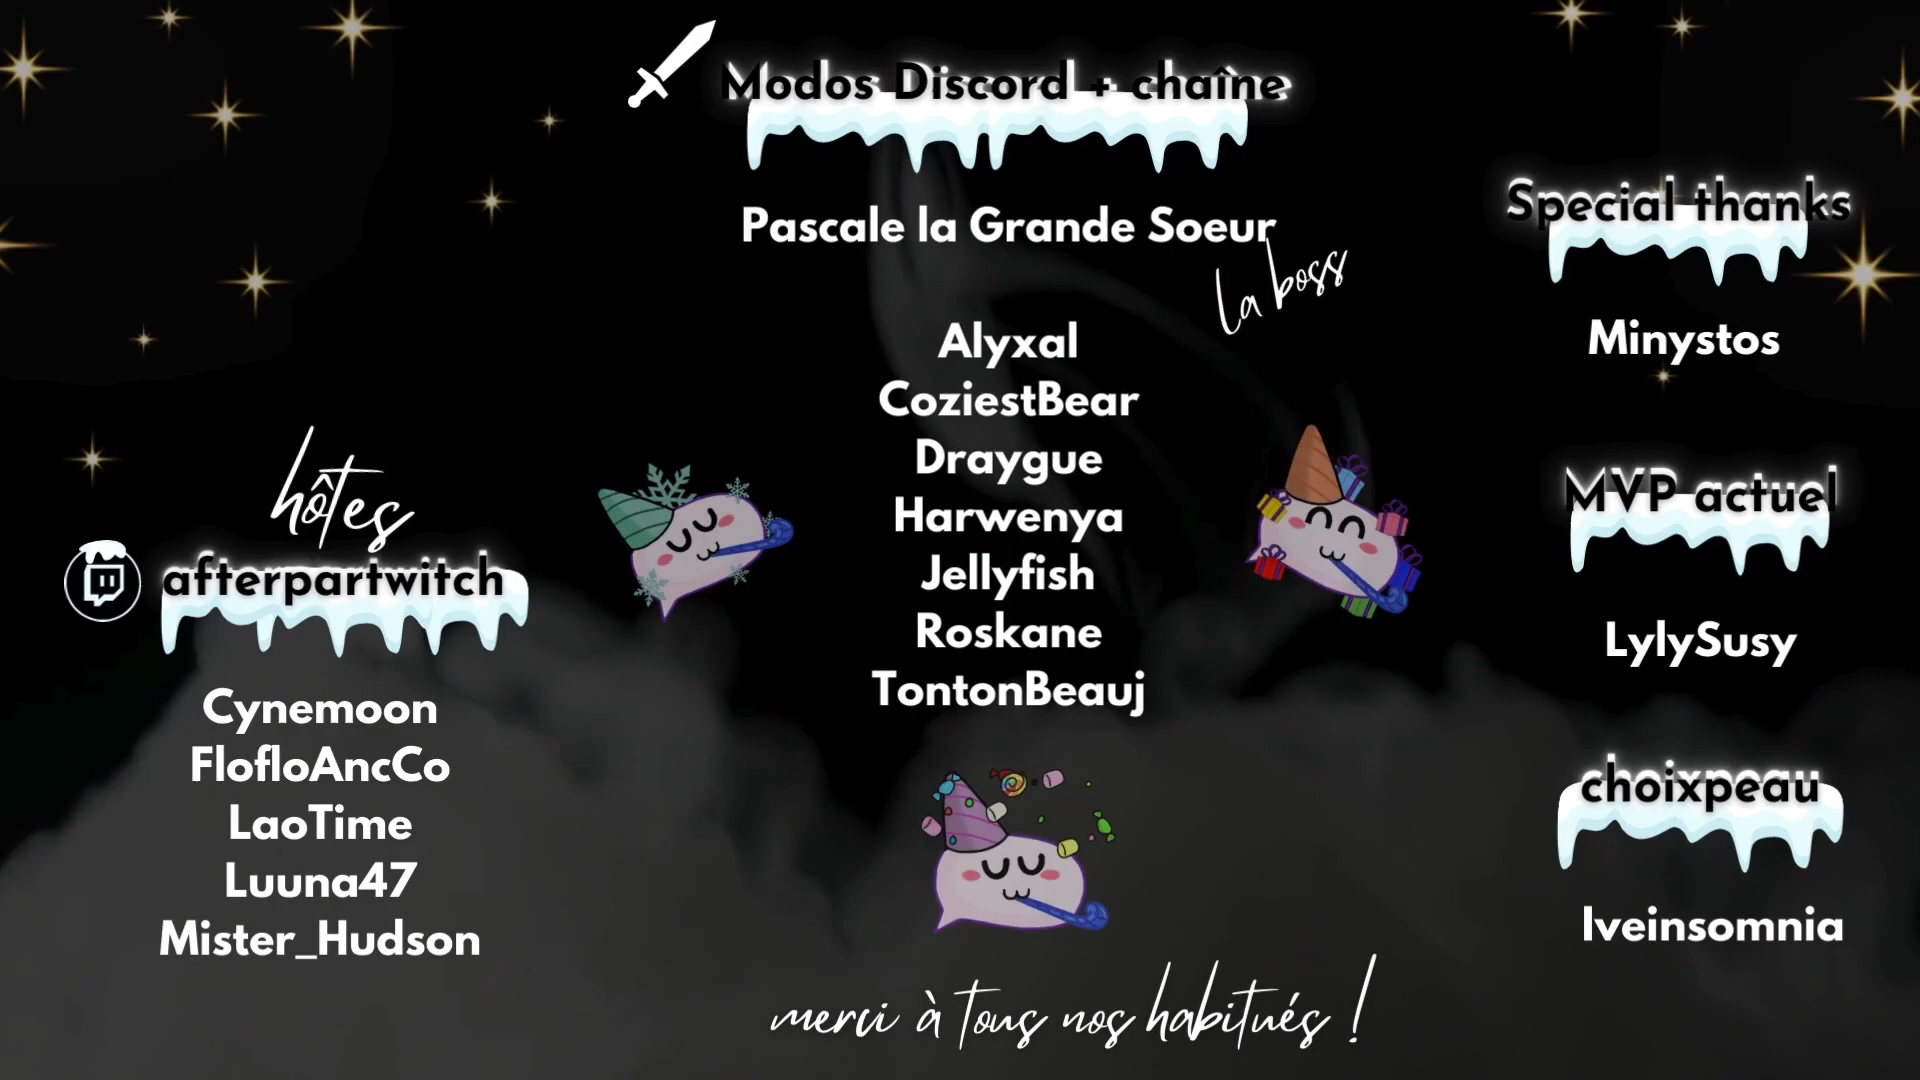 Modos Discord + chaîne
Pascale la Grande Soeur
la boss
Alyxal
CoziestBear
Draygue
Harwenya
Jellyfish
Roskane
TontonBeauj
hôtes
afterpartwitch
Cynemoon
FlofloAncCo
LaoTime
Luuna47
Mister_Hudson
Special thanks
Minystos
MVP actuel
LylySusy
choixpeau
Iveinsomnia
merci à tous nos habitués !